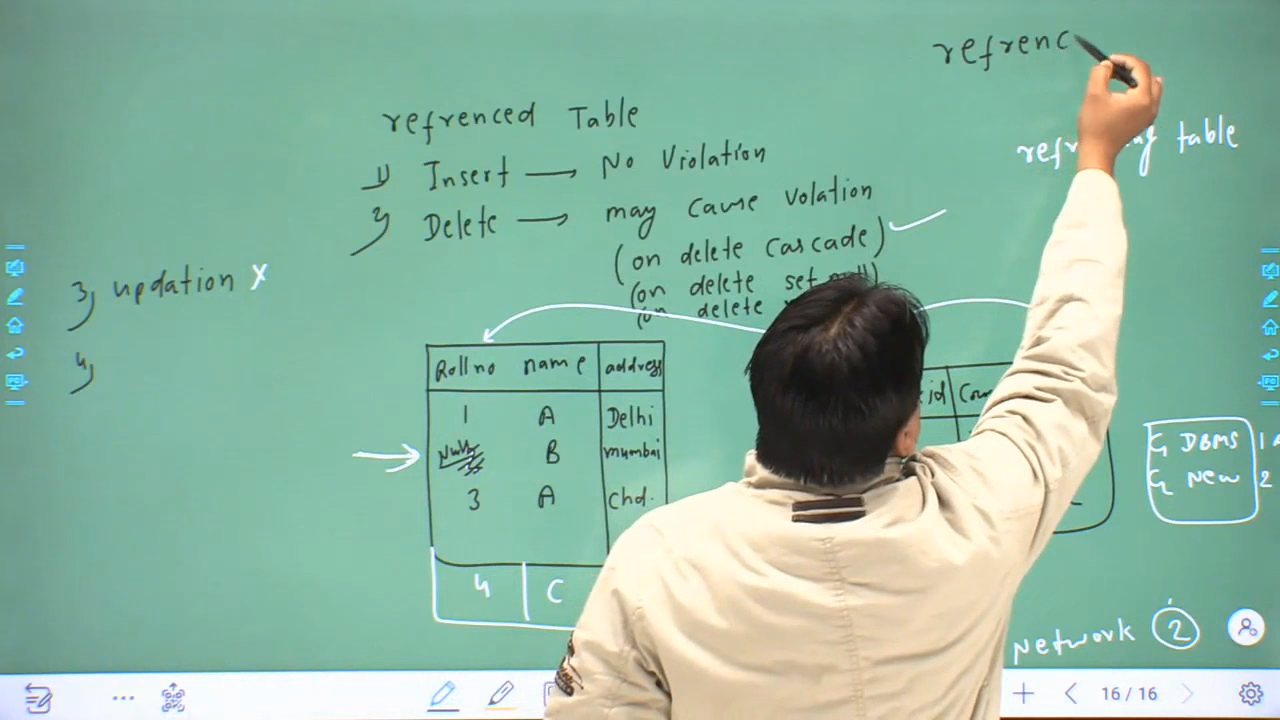 refrenc
refrenced Table
table
1) Insert → No Violation
2) Delete → may cause volation
(on delete Cascade) ✓
(on delete set
(on delete
3) updation x
4)
Rollno name address
1 A Delhi
B mumbai
3 A Chd.
4 C
id Cou
G DBMS 1
G New 2
Network 2
16 / 16